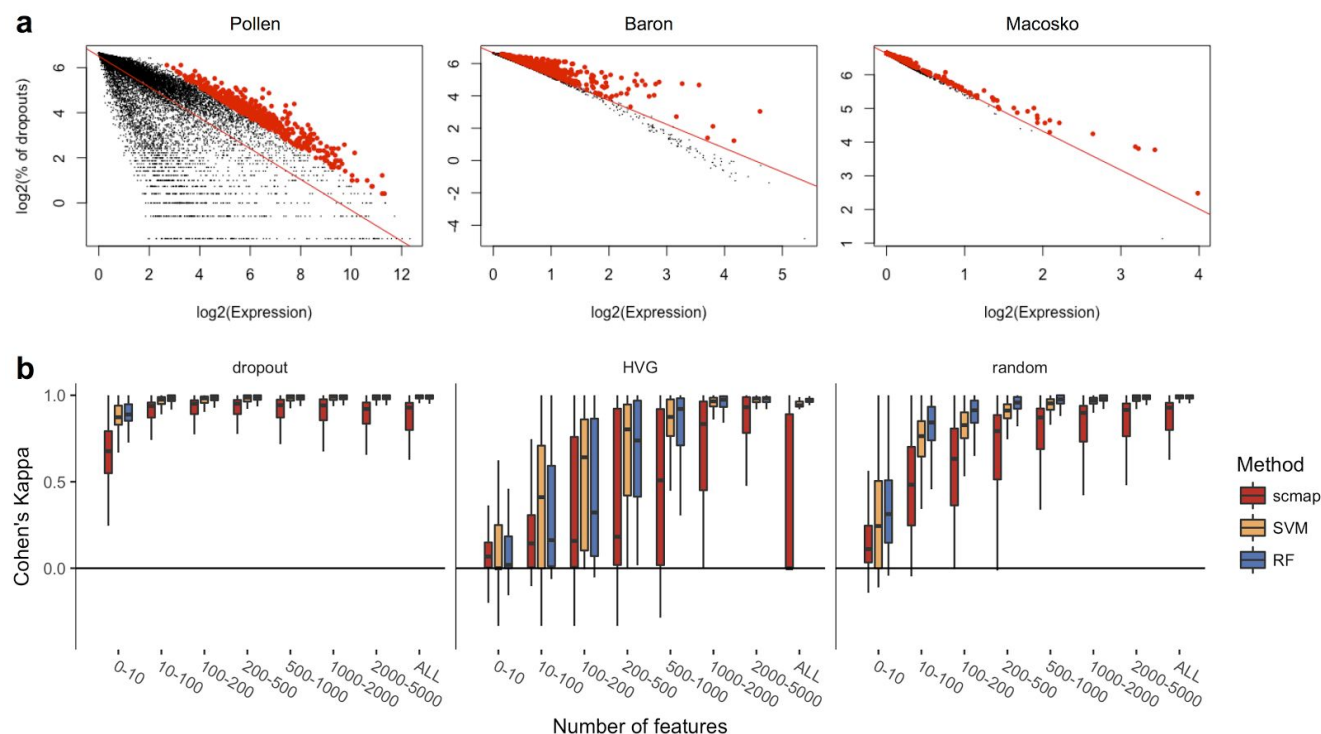 a
Pollen
Baron
Macosko
log2(% of dropouts)
6
4
2
0
0 2 4 6 8 10 12
log2(Expression)
6
4
2
0
-2
-4
0 1 2 3 4 5
log2(Expression)
6
5
4
3
2
1
0 1 2 3 4
log2(Expression)
b
dropout
HVG
random
Cohen's Kappa
1.0
0.5
0.0
0-10
10-100
100-200
200-500
500-1000
1000-2000
2000-5000
ALL
0-10
10-100
100-200
200-500
500-1000
1000-2000
2000-5000
ALL
0-10
10-100
100-200
200-500
500-1000
1000-2000
2000-5000
ALL
Number of features
Method
scmap
SVM
RF